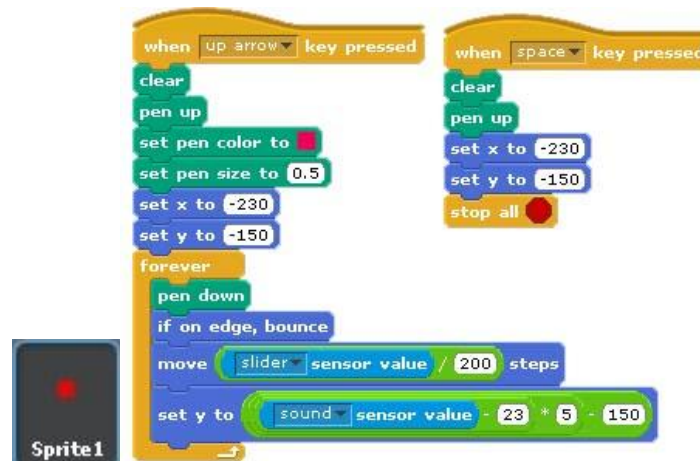 when up arrow key pressed
clear
pen up
set pen color to
set pen size to 0.5
set x to -230
set y to -150
forever
pen down
if on edge, bounce
move slider sensor value / 200 steps
set y to sound sensor value - 23 * 5 - 150
when space key pressed
clear
pen up
set x to -230
set y to -150
stop all
Sprite1